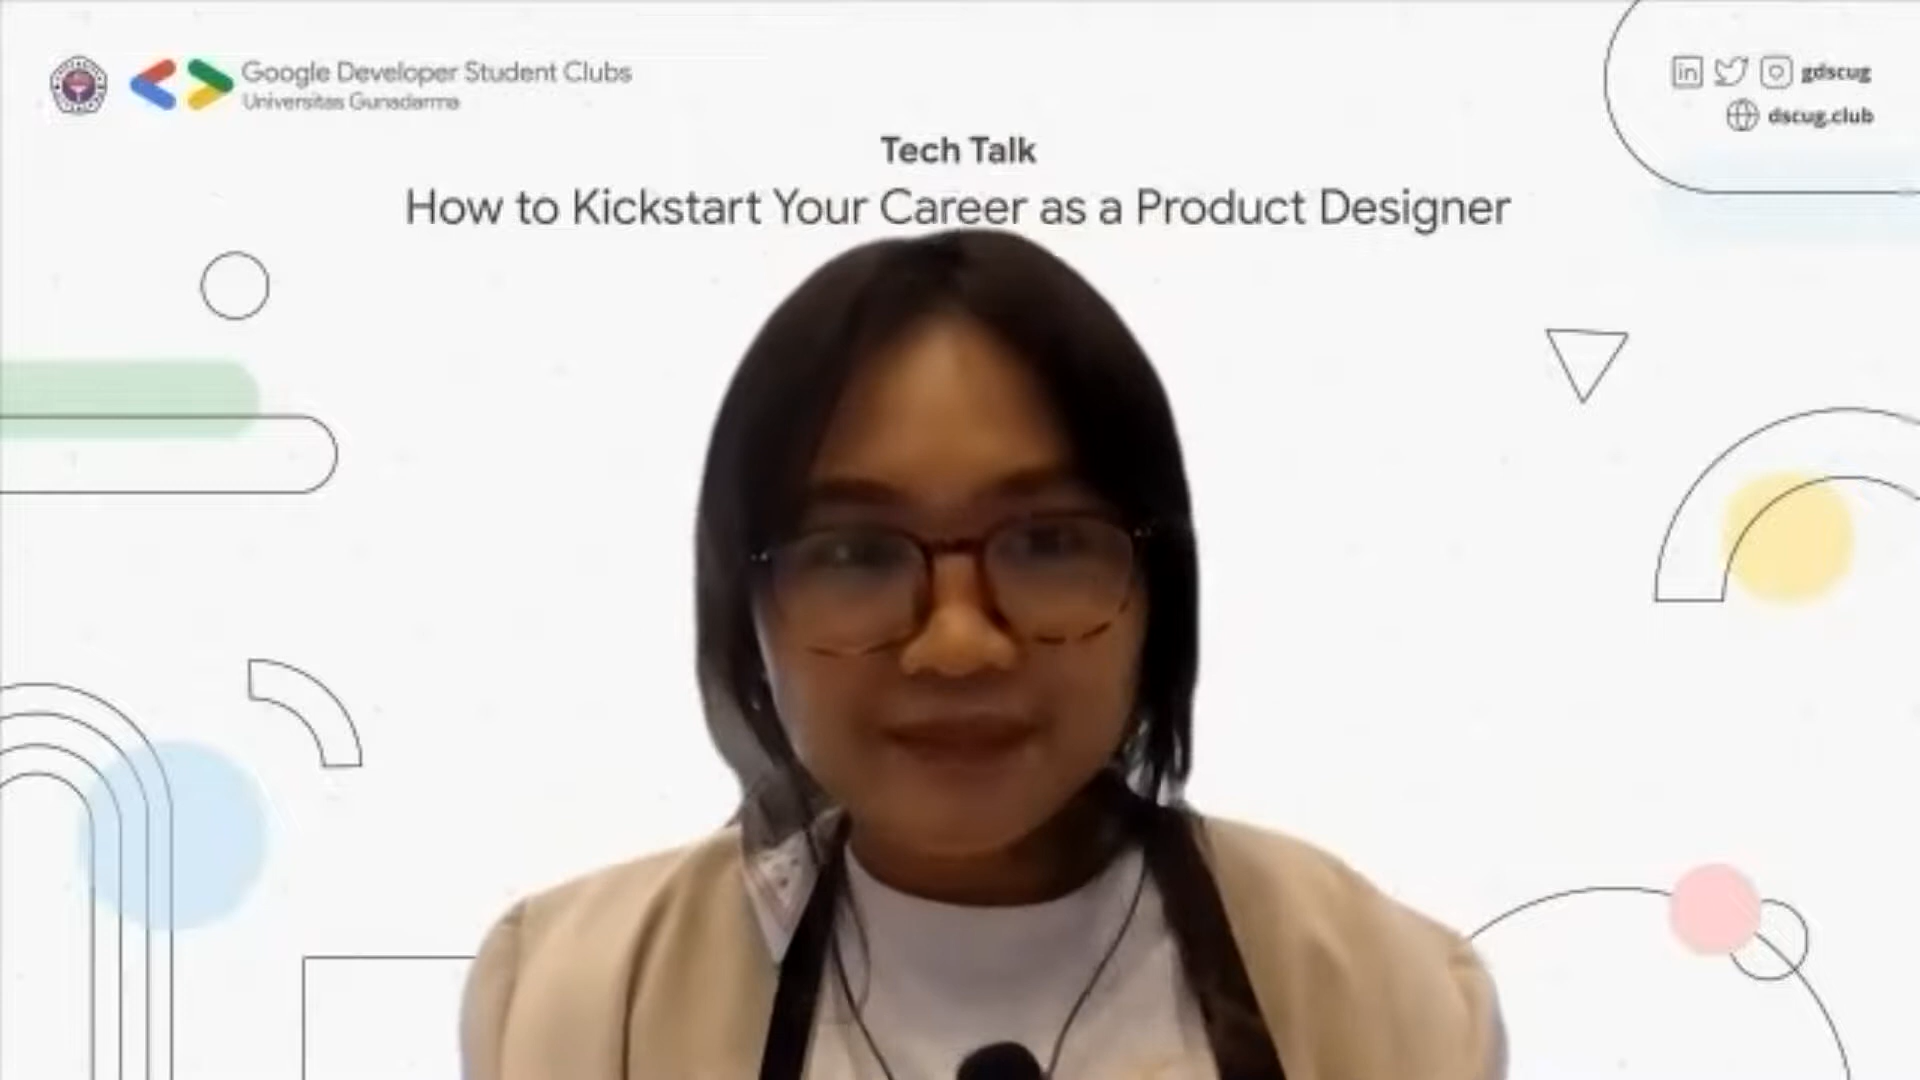 Google Developer Student Clubs
Universitas Gunadarma
in
gdscug
dscug.club
Tech Talk
How to Kickstart Your Career as a Product Designer